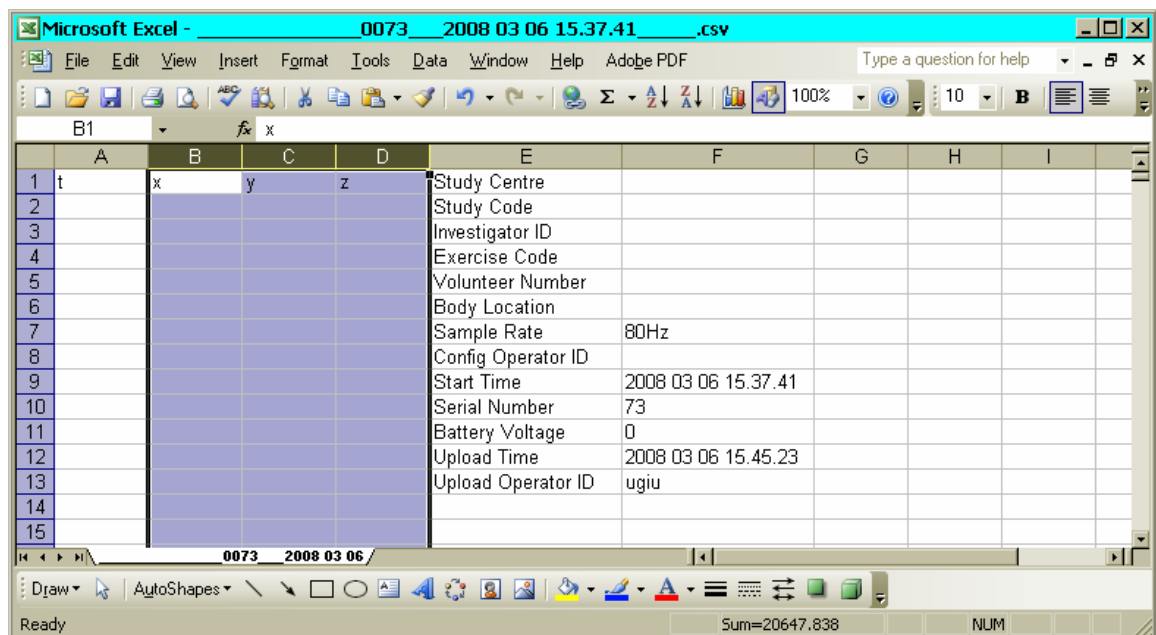 Microsoft Excel - _________________0073___2008 03 06 15.37.41______.csv
File Edit View Insert Format Tools Data Window Help Adobe PDF Type a question for help
ABC Σ A Z Z A 100% 10 B
B1 fx x
A B C D E F G H I
1 t x y z Study Centre
2 Study Code
3 Investigator ID
4 Exercise Code
5 Volunteer Number
6 Body Location
7 Sample Rate 80Hz
8 Config Operator ID
9 Start Time 2008 03 06 15.37.41
10 Serial Number 73
11 Battery Voltage 0
12 Upload Time 2008 03 06 15.45.23
13 Upload Operator ID ugiu
14
15
0073___2008 03 06
Draw AutoShapes A A
Ready Sum=20647.838 NUM